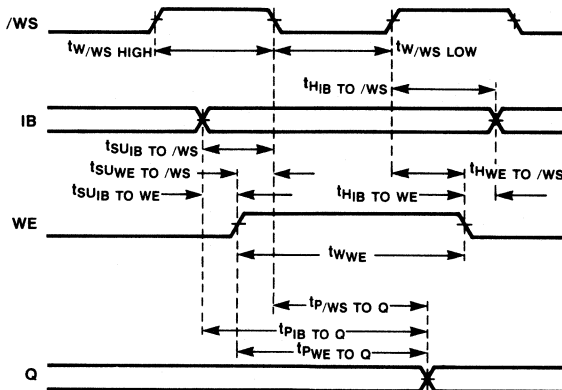 /WS
tW/WS HIGH
tW/WS LOW
tHIB TO /WS
IB
tSUIB TO /WS
tSUWE TO /WS
tHWE TO /WS
tSUIB TO WE
tHIB TO WE
WE
tWWE
tP/WS TO Q
tPIB TO Q
tPWE TO Q
Q